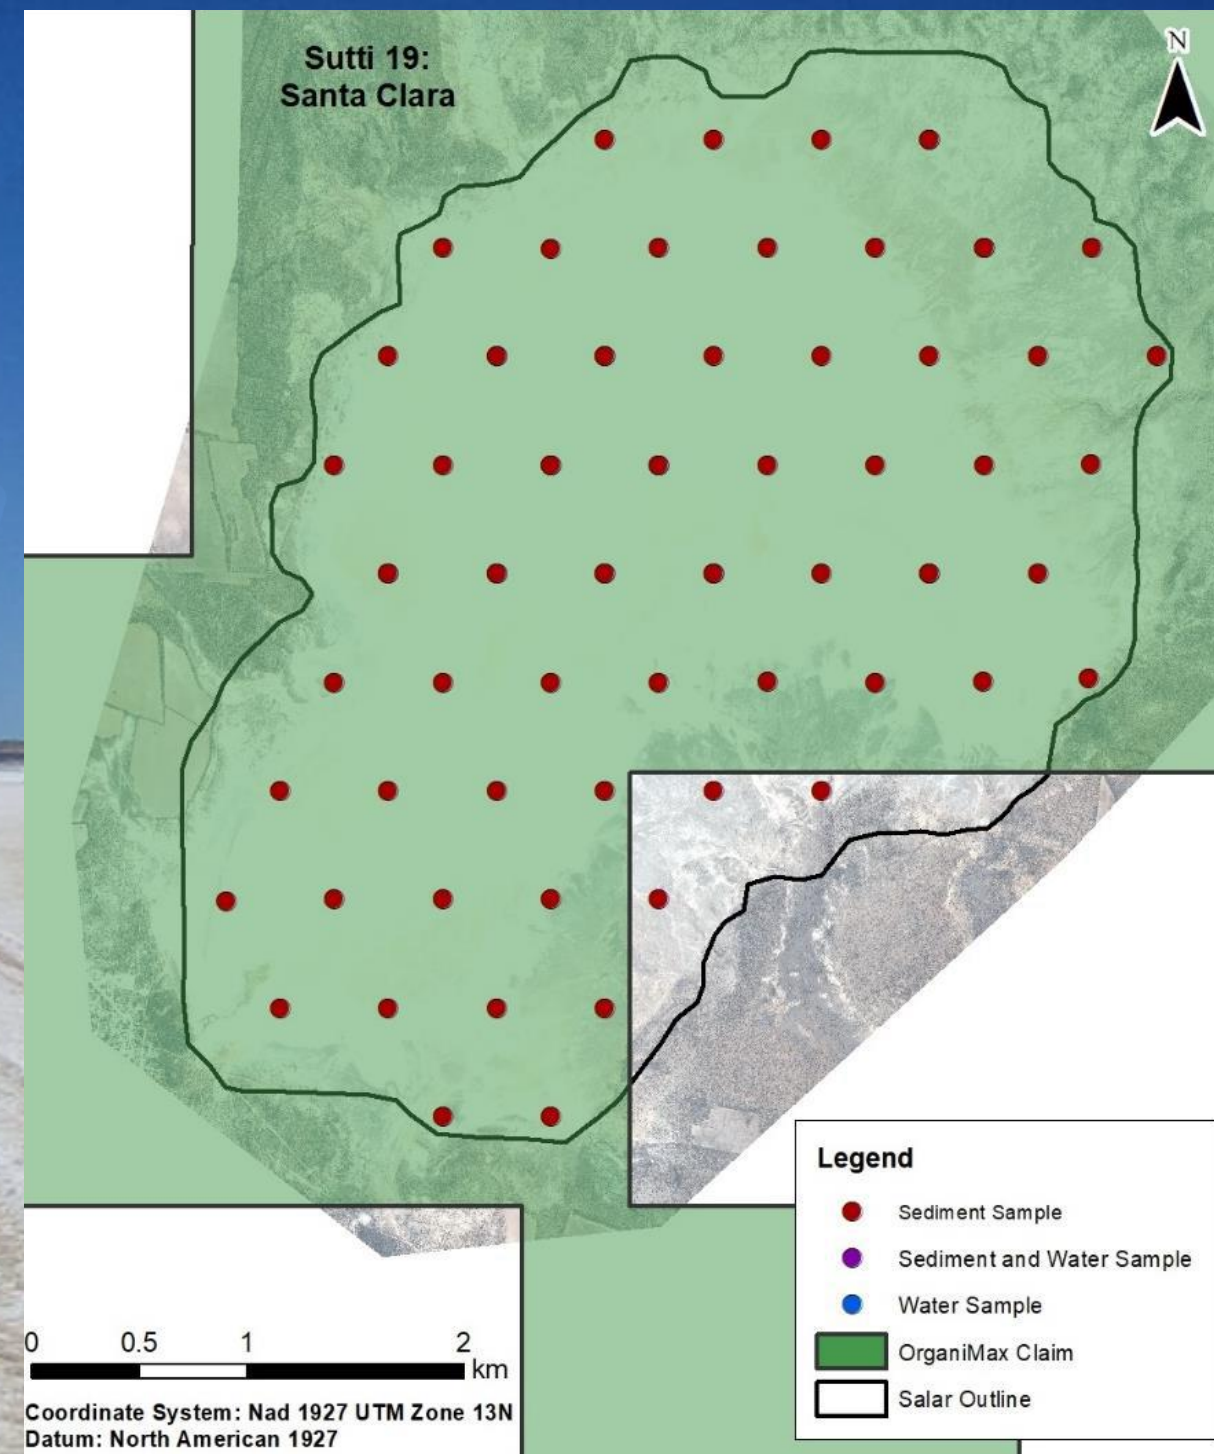 Sutti 19:
Santa Clara
N
Legend
Sediment Sample
Sediment and Water Sample
Water Sample
OrganiMax Claim
Salar Outline
0 0.5 1 2
km
Coordinate System: Nad 1927 UTM Zone 13N
Datum: North American 1927